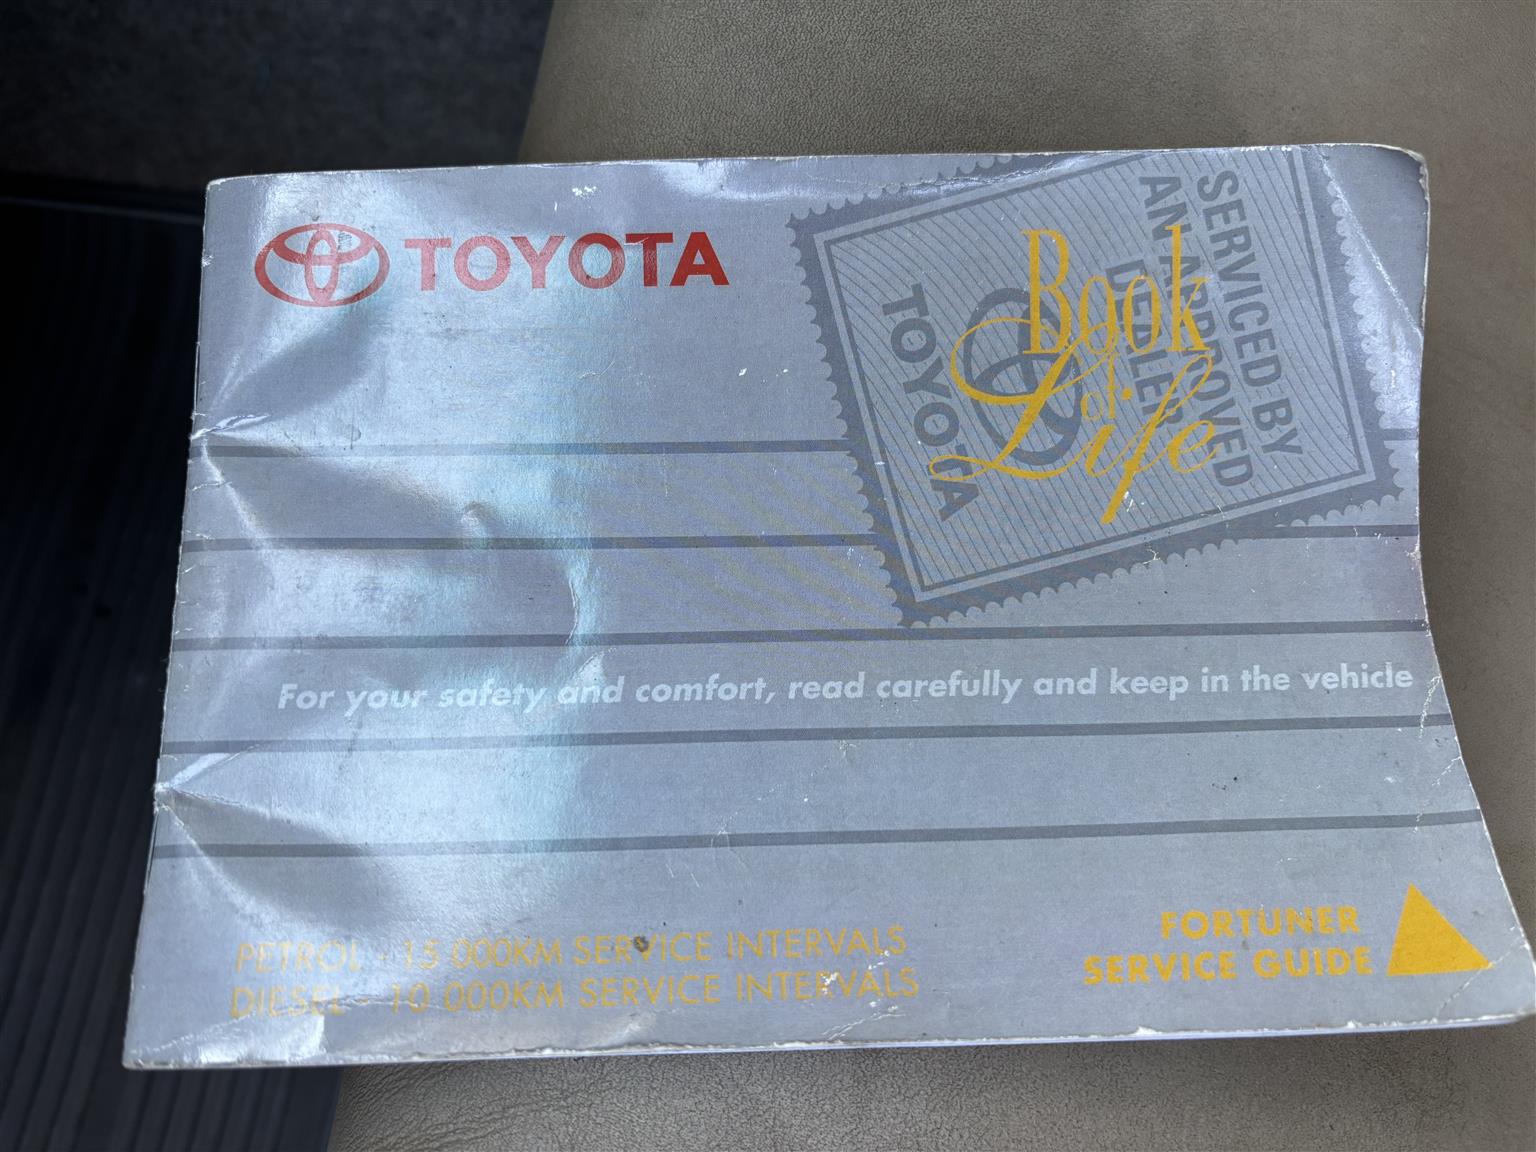 TOYOTA
SERVICED BY
AN APPROVED
DEALER
TOYOTA
Book
of
Life
For your safety and comfort, read carefully and keep in the vehicle
PETROL - 15 000KM SERVICE INTERVALS
DIESEL - 10 000KM SERVICE INTERVALS
FORTUNER
SERVICE GUIDE